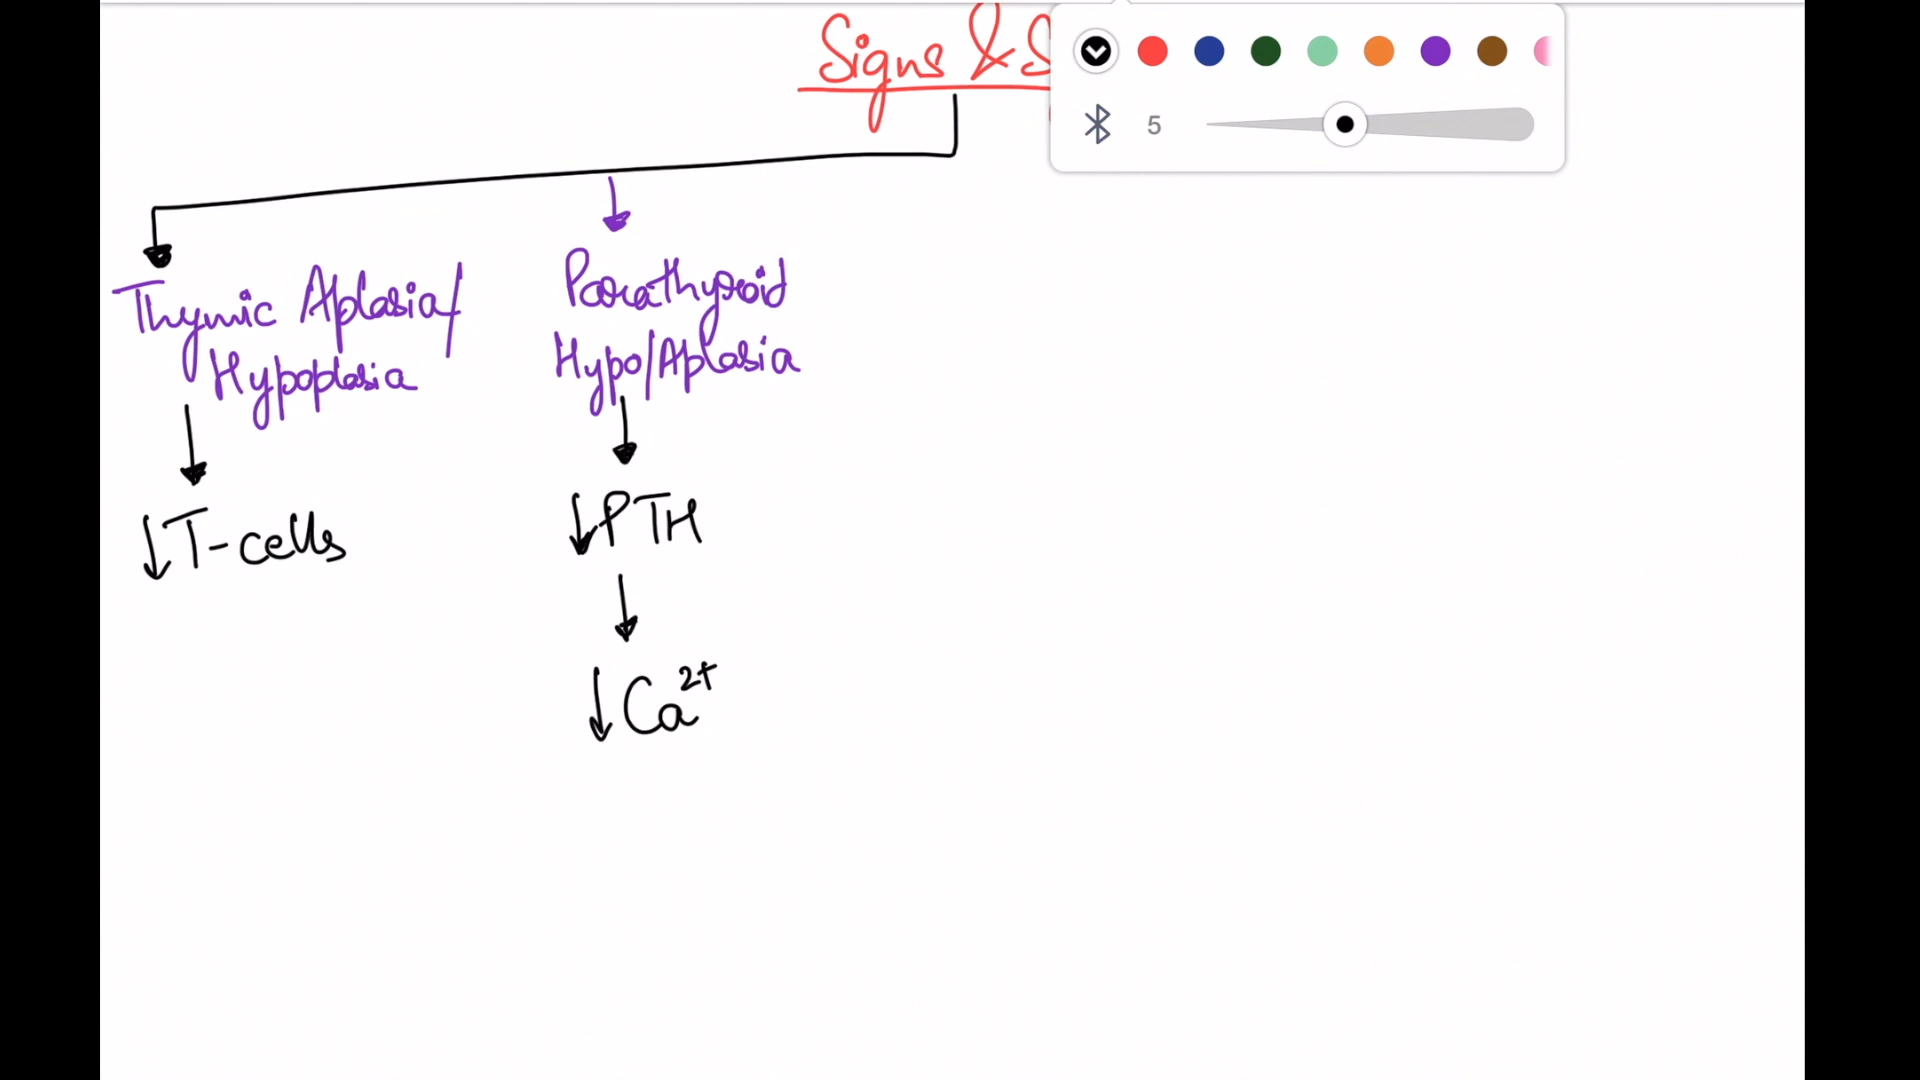 Signs & S
5
Thymic Aplasia/
Hypoplasia
Parathyroid
Hypo/Aplasia
↓T-cells
↓PTH
↓Ca²⁺